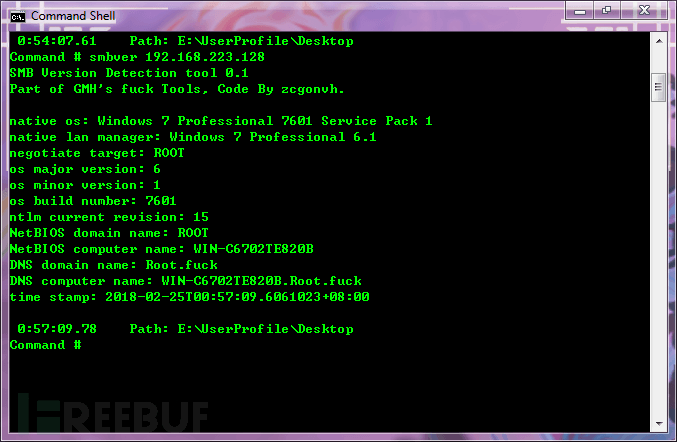 Command Shell
0:54:07.61    Path: E:\UserProfile\Desktop
Command # smbver 192.168.223.128
SMB Version Detection tool 0.1
Part of GMH's fuck Tools, Code By zcgonvh.
native os: Windows 7 Professional 7601 Service Pack 1
native lan manager: Windows 7 Professional 6.1
negotiate target: ROOT
os major version: 6
os minor version: 1
os build number: 7601
ntlm current revision: 15
NetBIOS domain name: ROOT
NetBIOS computer name: WIN-C6702TE820B
DNS domain name: Root.fuck
DNS computer name: WIN-C6702TE820B.Root.fuck
time stamp: 2018-02-25T00:57:09.6061023+08:00
0:57:09.78    Path: E:\UserProfile\Desktop
Command #
FREEBUF